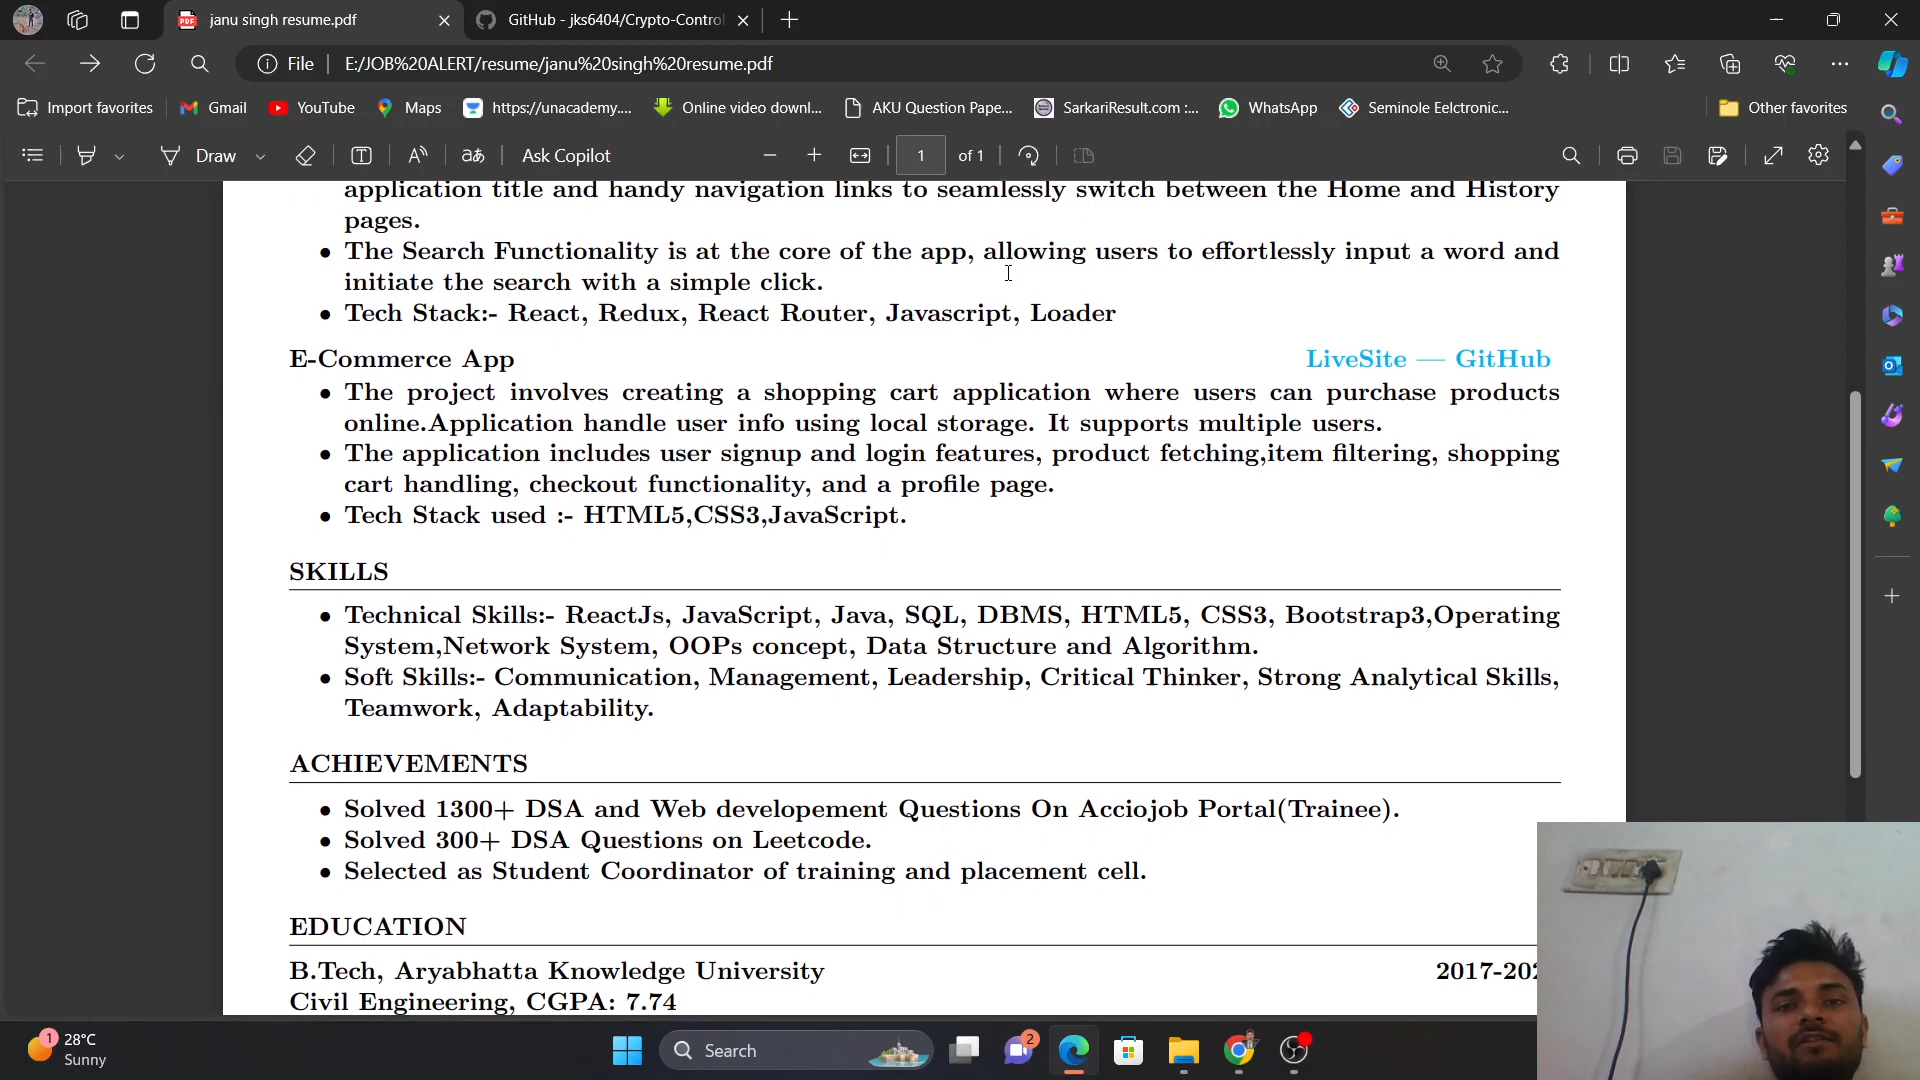 janu singh resume.pdf
GitHub - jks6404/Crypto-Control
File
E:/JOB%20ALERT/resume/janu%20singh%20resume.pdf
Import favorites
Gmail
YouTube
Maps
https://unacademy....
Online video downl...
AKU Question Pape...
SarkariResult.com :...
WhatsApp
Seminole Eelctronic...
Other favorites
Draw
Ask Copilot
1
of 1
application title and handy navigation links to seamlessly switch between the Home and History
pages.
• The Search Functionality is at the core of the app, allowing users to effortlessly input a word and
initiate the search with a simple click.
• Tech Stack:- React, Redux, React Router, Javascript, Loader
E-Commerce App
LiveSite — GitHub
• The project involves creating a shopping cart application where users can purchase products
online.Application handle user info using local storage. It supports multiple users.
• The application includes user signup and login features, product fetching,item filtering, shopping
cart handling, checkout functionality, and a profile page.
• Tech Stack used :- HTML5,CSS3,JavaScript.
SKILLS
• Technical Skills:- ReactJs, JavaScript, Java, SQL, DBMS, HTML5, CSS3, Bootstrap3,Operating
System,Network System, OOPs concept, Data Structure and Algorithm.
• Soft Skills:- Communication, Management, Leadership, Critical Thinker, Strong Analytical Skills,
Teamwork, Adaptability.
ACHIEVEMENTS
• Solved 1300+ DSA and Web developement Questions On Acciojob Portal(Trainee).
• Solved 300+ DSA Questions on Leetcode.
• Selected as Student Coordinator of training and placement cell.
EDUCATION
B.Tech, Aryabhatta Knowledge University
2017-202
Civil Engineering, CGPA: 7.74
1
28°C
Sunny
Search
2